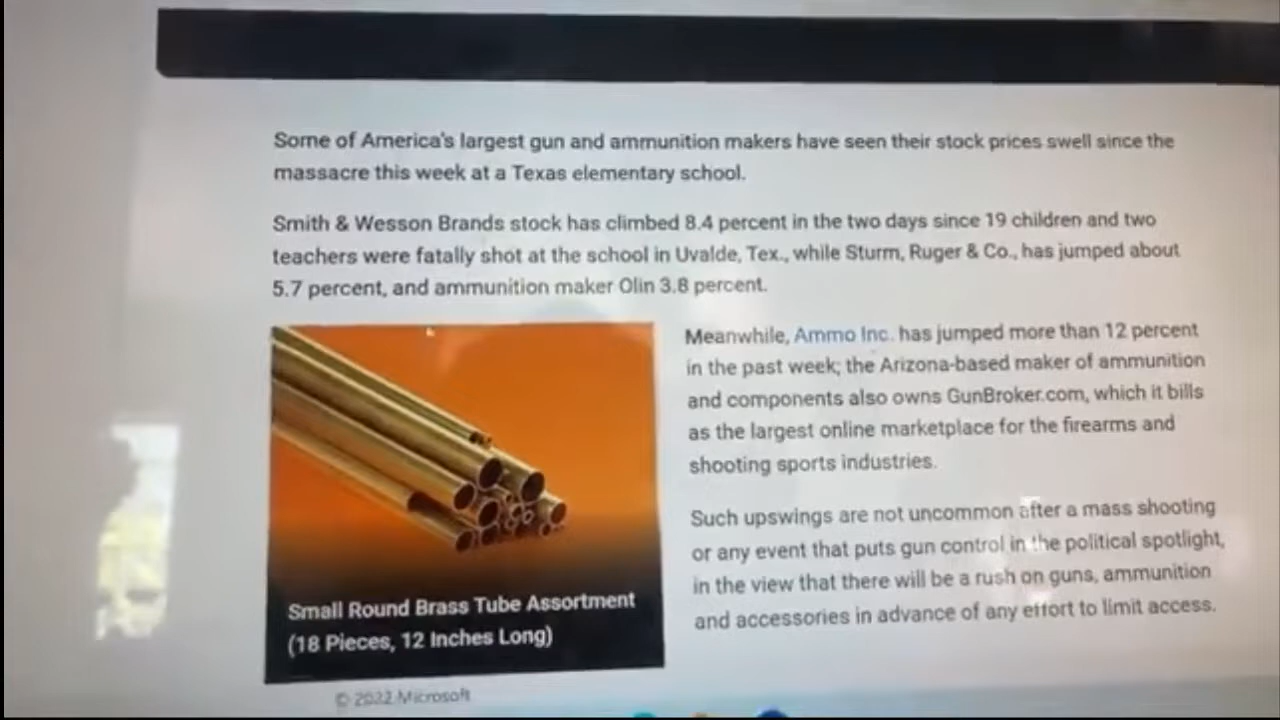 Some of America's largest gun and ammunition makers have seen their stock prices swell since the
massacre this week at a Texas elementary school.
Smith & Wesson Brands stock has climbed 8.4 percent in the two days since 19 children and two
teachers were fatally shot at the school in Uvalde, Tex., while Sturm, Ruger & Co., has jumped about
5.7 percent, and ammunition maker Olin 3.8 percent.
Meanwhile, Ammo Inc. has jumped more than 12 percent
in the past week; the Arizona-based maker of ammunition
and components also owns GunBroker.com, which it bills
as the largest online marketplace for the firearms and
shooting sports industries.
Such upswings are not uncommon after a mass shooting
or any event that puts gun control in the political spotlight,
in the view that there will be a rush on guns, ammunition
and accessories in advance of any effort to limit access.
Small Round Brass Tube Assortment
(18 Pieces, 12 Inches Long)
© 2022 Microsoft